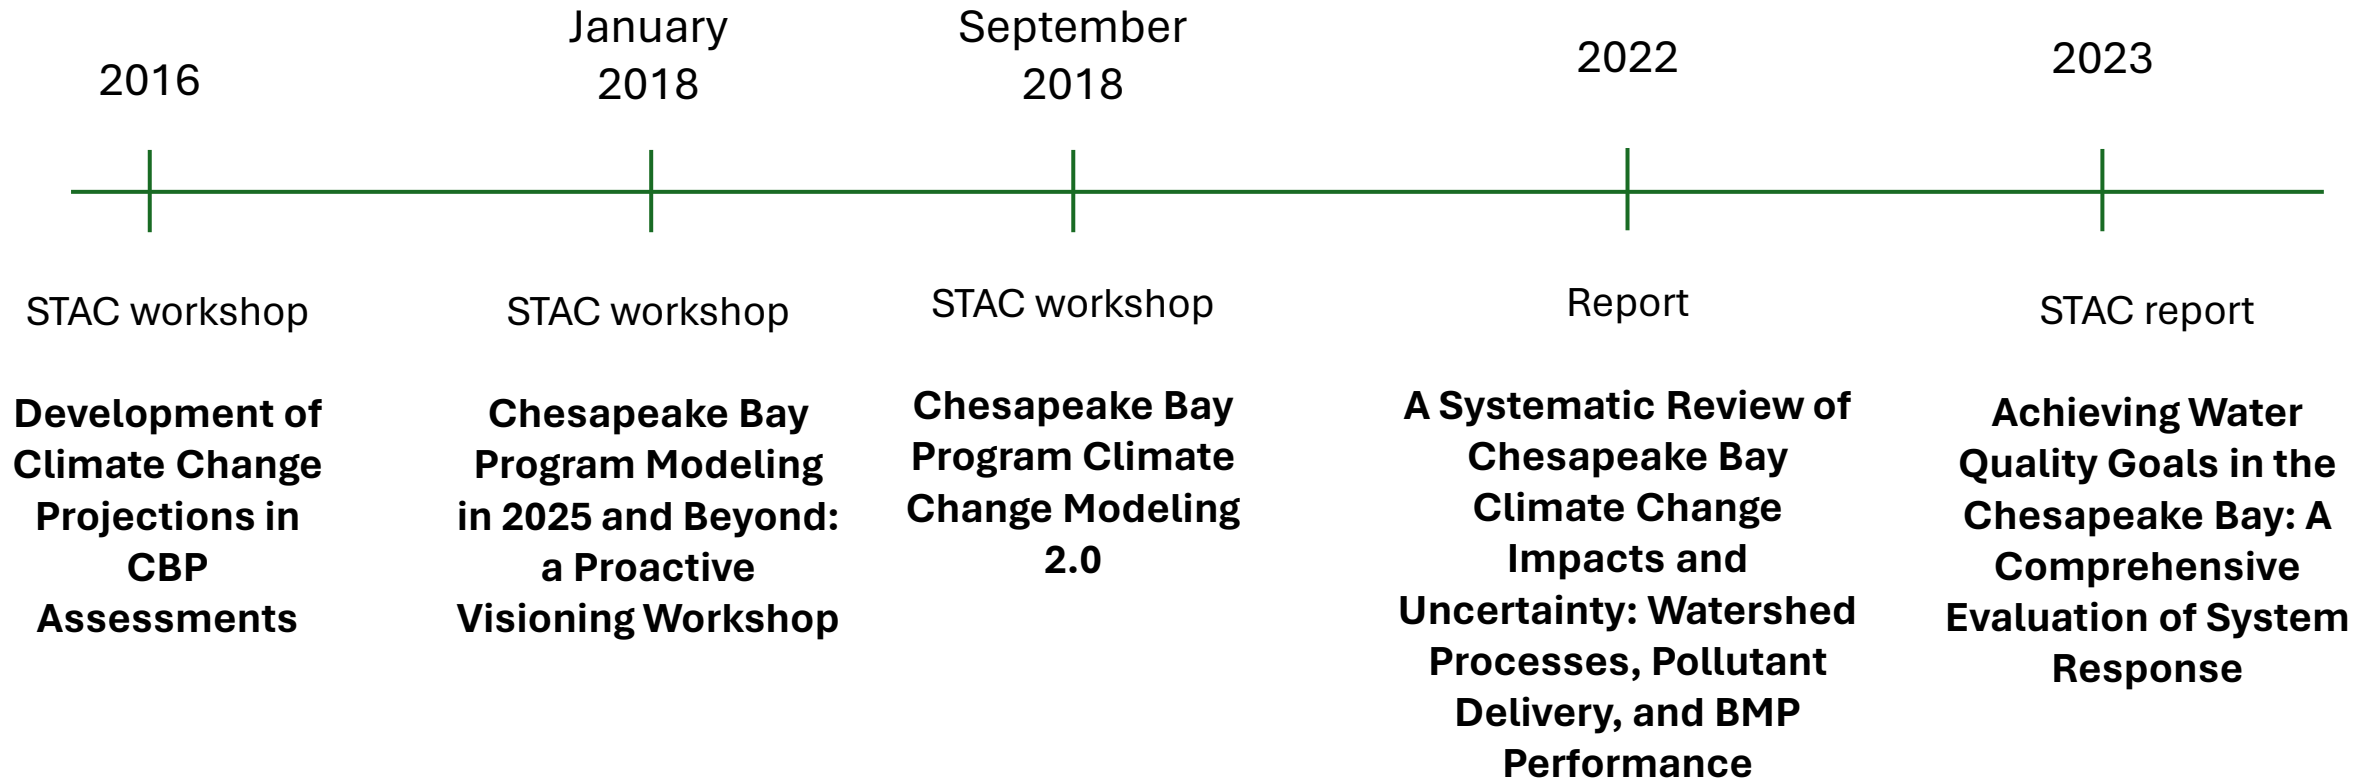 2016
January
2018
September
2018
2022
2023
STAC workshop
Development of
Climate Change
Projections in
CBP
Assessments
STAC workshop
Chesapeake Bay
Program Modeling
in 2025 and Beyond:
a Proactive
Visioning Workshop
STAC workshop
Chesapeake Bay
Program Climate
Change Modeling
2.0
Report
A Systematic Review of
Chesapeake Bay
Climate Change
Impacts and
Uncertainty: Watershed
Processes, Pollutant
Delivery, and BMP
Performance
STAC report
Achieving Water
Quality Goals in the
Chesapeake Bay: A
Comprehensive
Evaluation of System
Response